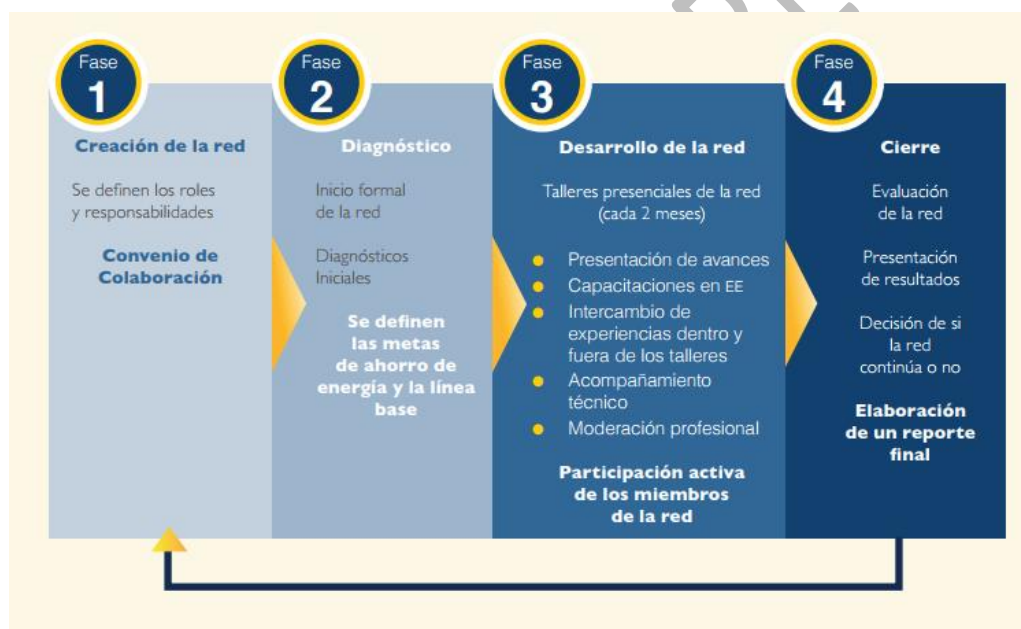 Fase
1
Creación de la red
Se definen los roles
y responsabilidades
Convenio de
Colaboración
Fase
2
Diagnóstico
Inicio formal
de la red
Diagnósticos
Iniciales
Se definen
las metas
de ahorro de
energía y la línea
base
Fase
3
Desarrollo de la red
Talleres presenciales de la red
(cada 2 meses)
Presentación de avances
Capacitaciones en EE
Intercambio de
experiencias dentro y
fuera de los talleres
Acompañamiento
técnico
Moderación profesional
Participación activa
de los miembros
de la red
Fase
4
Cierre
Evaluación
de la red
Presentación
de resultados
Decisión de si
la red
continúa o no
Elaboración
de un reporte
final